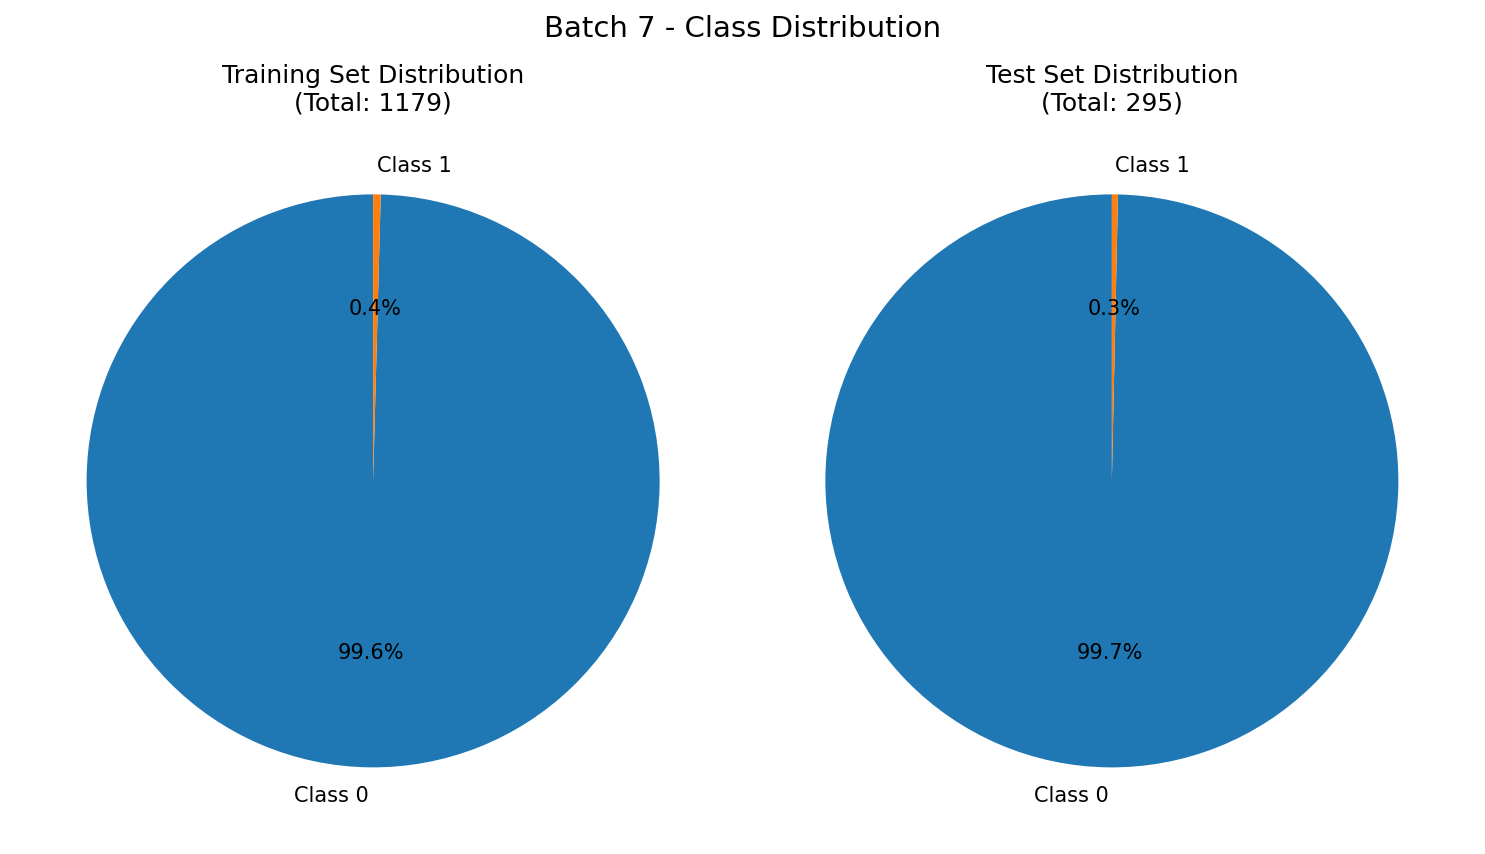 Batch 7 - Class Distribution
Training Set Distribution
(Total: 1179)
Class 1
0.4%
99.6%
Class 0
Test Set Distribution
(Total: 295)
Class 1
0.3%
99.7%
Class 0